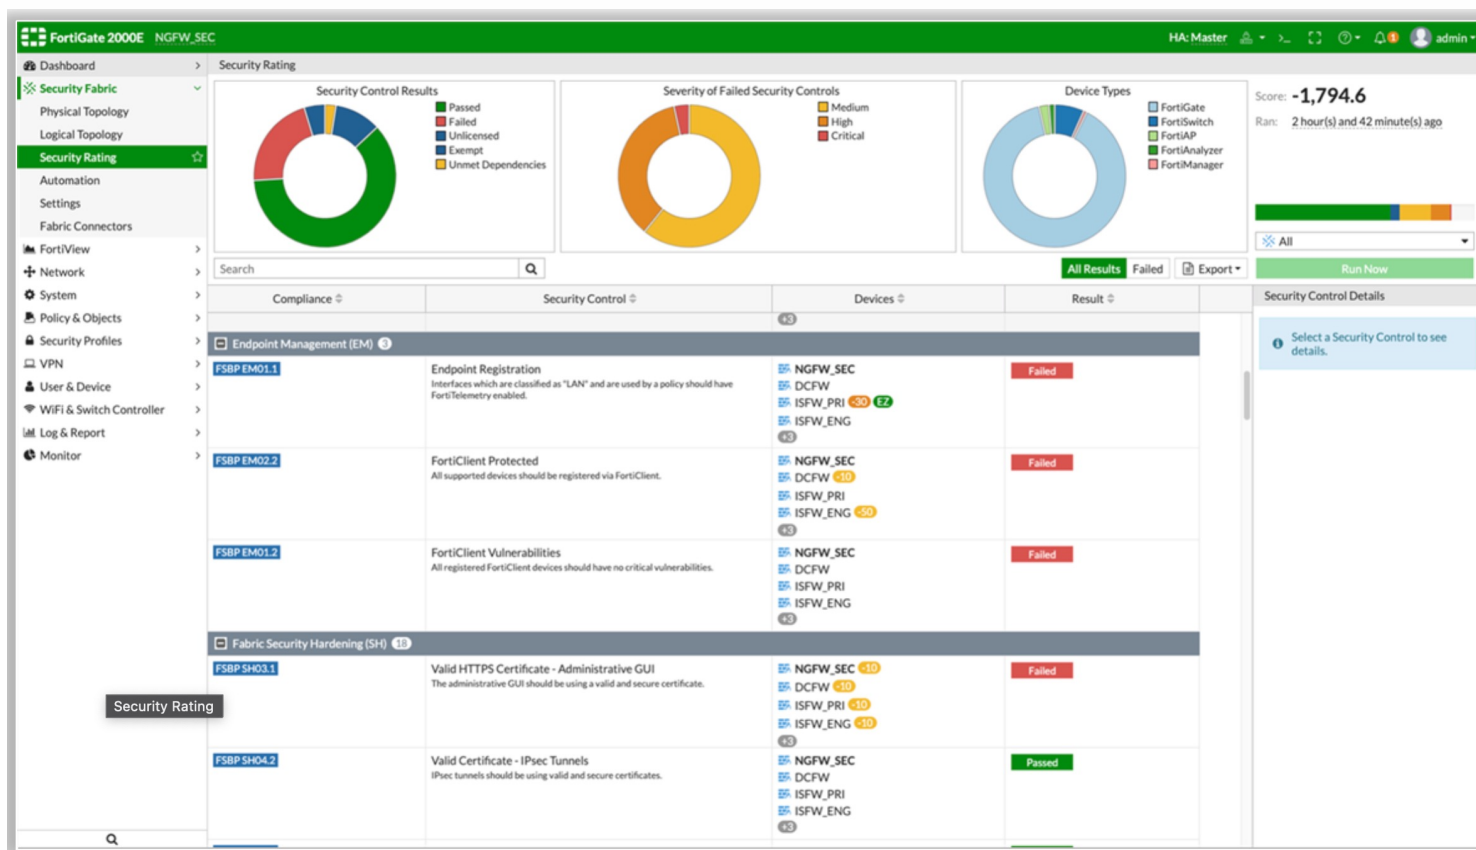 FortiGate 2000E NGFW_SEC
HA: Master
1
admin
Dashboard
Security Fabric
Physical Topology
Logical Topology
Security Rating
Automation
Settings
Fabric Connectors
FortiView
Network
System
Policy & Objects
Security Profiles
VPN
User & Device
WiFi & Switch Controller
Log & Report
Monitor
Security Rating
Security Control Results
Passed
Failed
Unlicensed
Exempt
Unmet Dependencies
Severity of Failed Security Controls
Medium
High
Critical
Device Types
FortiGate
FortiSwitch
FortiAP
FortiAnalyzer
FortiManager
Score: -1,794.6
Ran: 2 hour(s) and 42 minute(s) ago
All
Run Now
Search
All Results Failed Export
Compliance Security Control Devices Result
+3
Endpoint Management (EM) 3
FSBP EM01.1
Endpoint Registration
Interfaces which are classified as "LAN" and are used by a policy should have
FortiTelemetry enabled.
NGFW_SEC
DCFW
ISFW_PRI -30 EZ
ISFW_ENG
+3
Failed
FSBP EM02.2
FortiClient Protected
All supported devices should be registered via FortiClient.
NGFW_SEC
DCFW -10
ISFW_PRI
ISFW_ENG -50
+3
Failed
FSBP EM01.2
FortiClient Vulnerabilities
All registered FortiClient devices should have no critical vulnerabilities.
NGFW_SEC
DCFW
ISFW_PRI
ISFW_ENG
+3
Failed
Fabric Security Hardening (SH) 18
FSBP SH03.1
Valid HTTPS Certificate - Administrative GUI
The administrative GUI should be using a valid and secure certificate.
NGFW_SEC -10
DCFW -10
ISFW_PRI -10
ISFW_ENG -10
+3
Failed
FSBP SH04.2
Valid Certificate - IPsec Tunnels
IPsec tunnels should be using valid and secure certificates.
NGFW_SEC
DCFW
ISFW_PRI
ISFW_ENG
+3
Passed
Security Control Details
Select a Security Control to see
details.
Security Rating